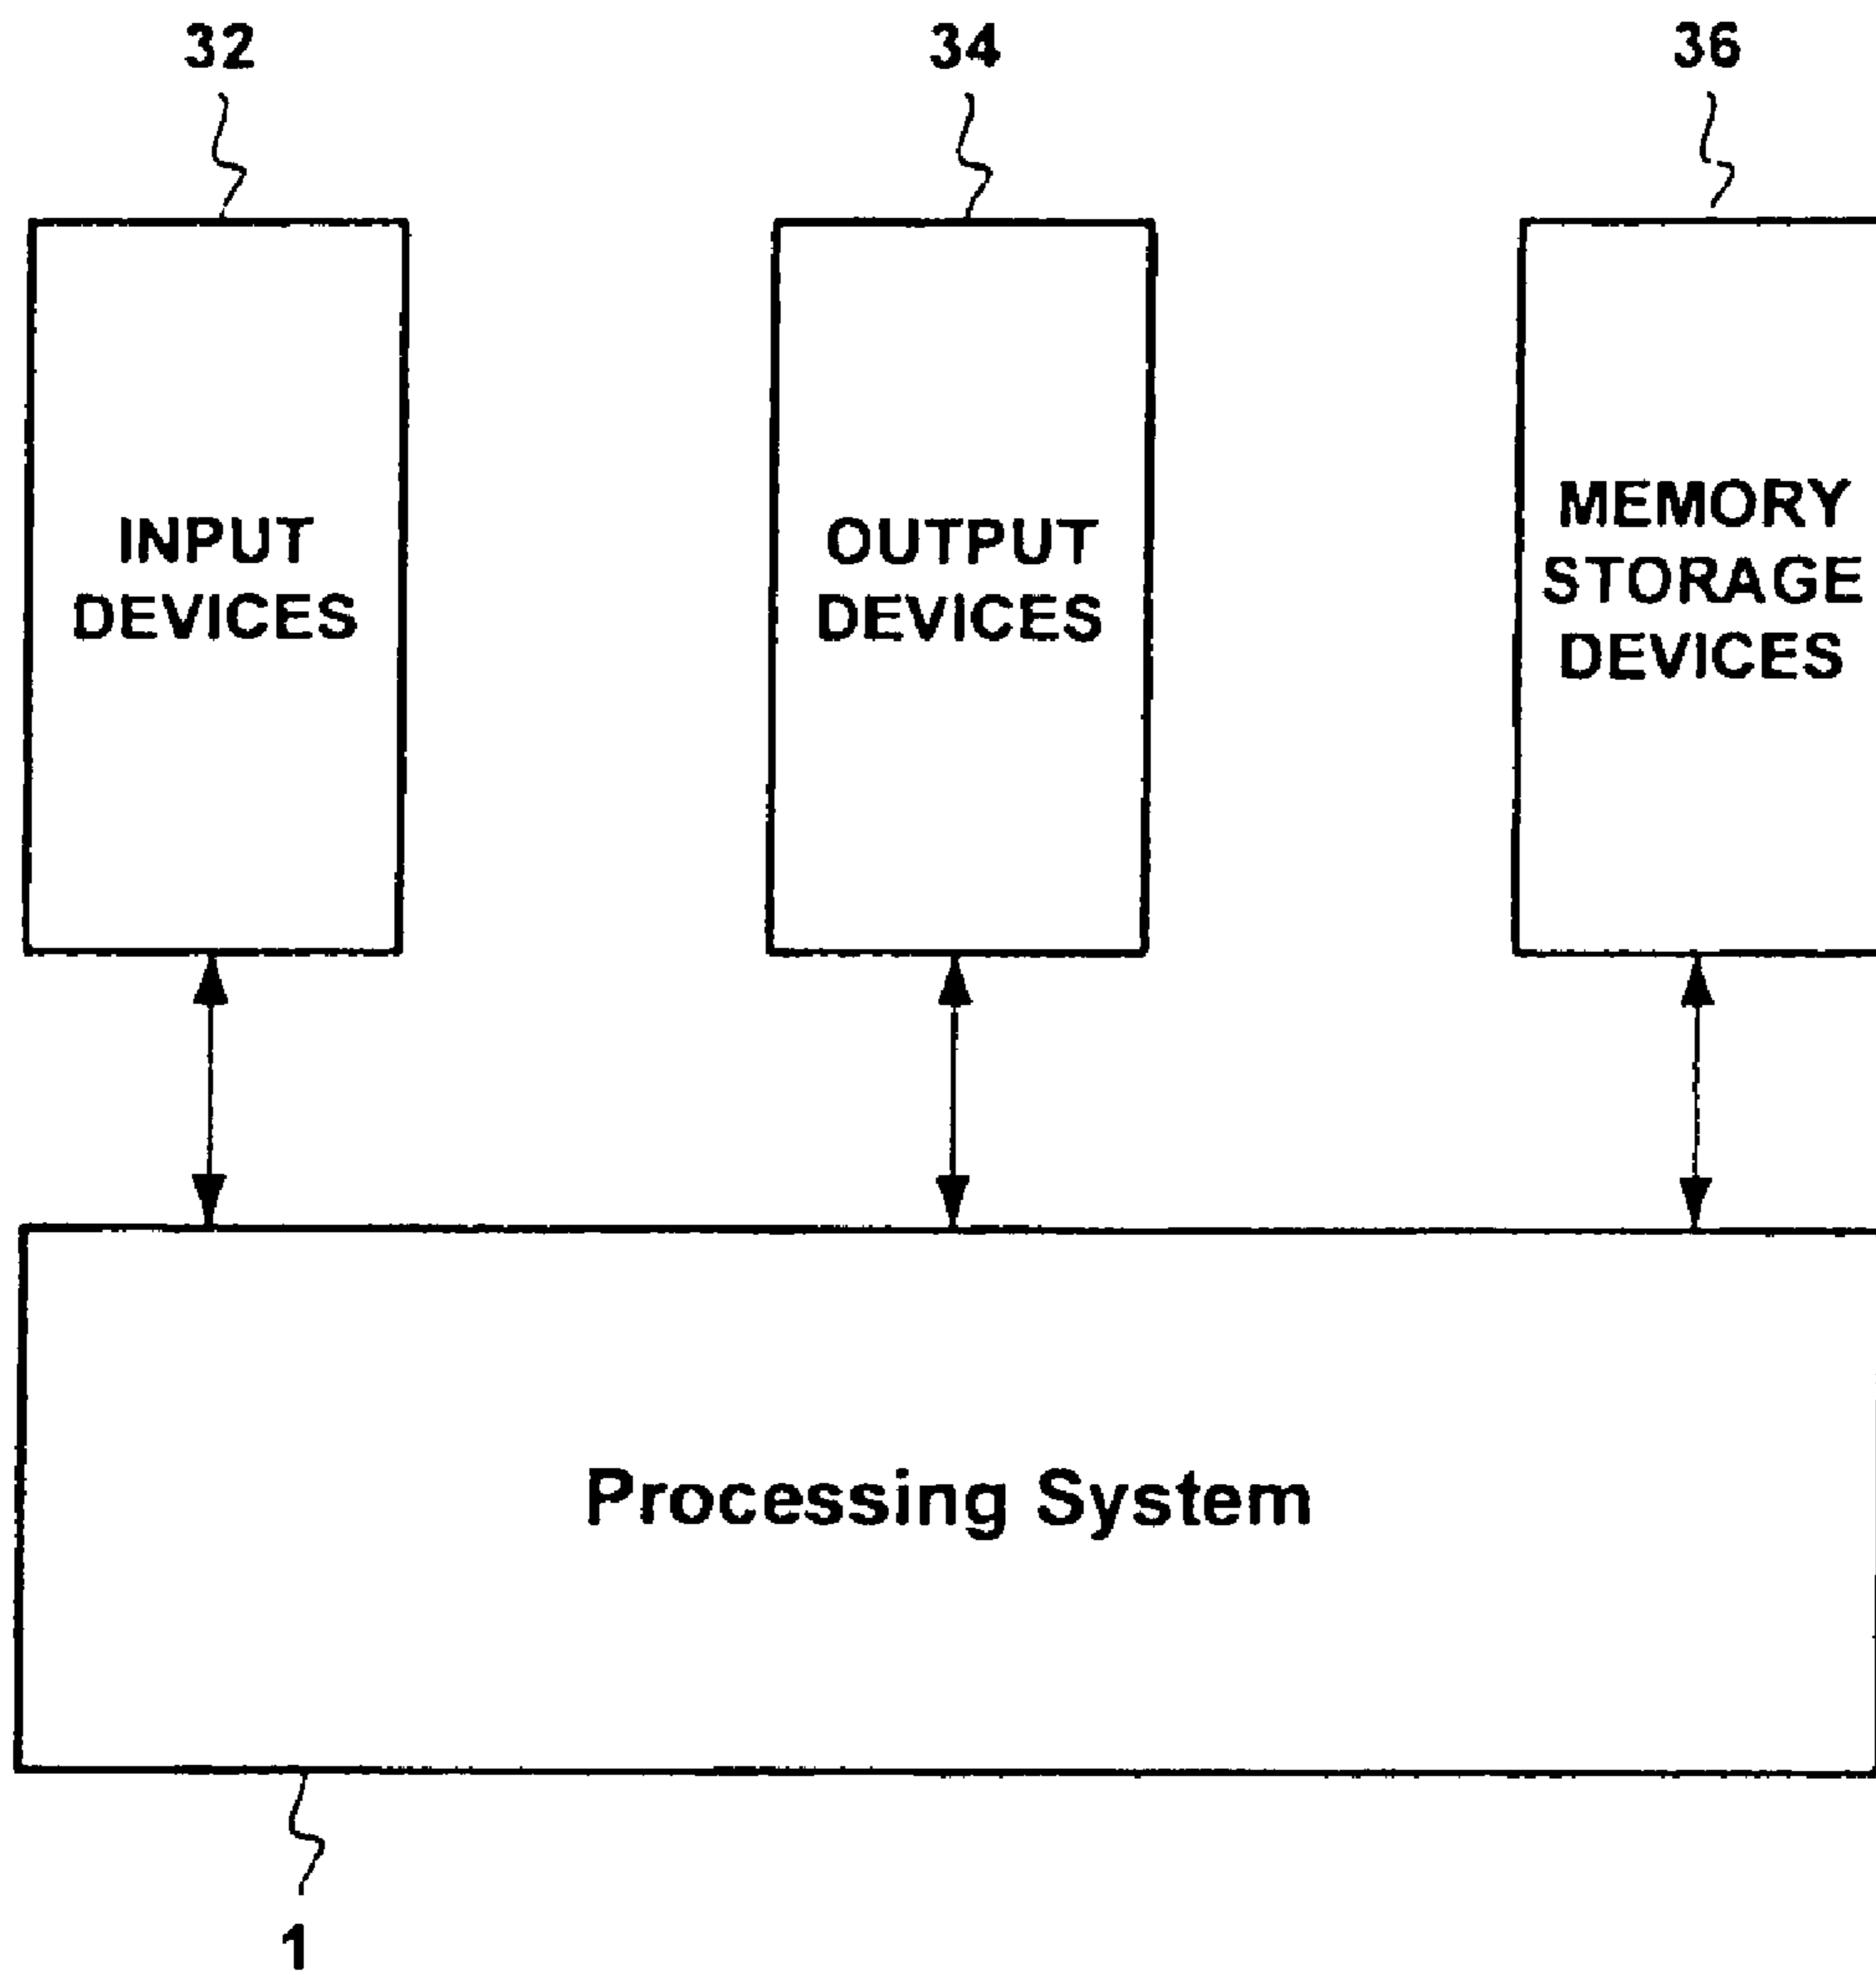 32
34
36
INPUT
DEVICES
OUTPUT
DEVICES
MEMORY
STORAGE
DEVICES
Processing System
1